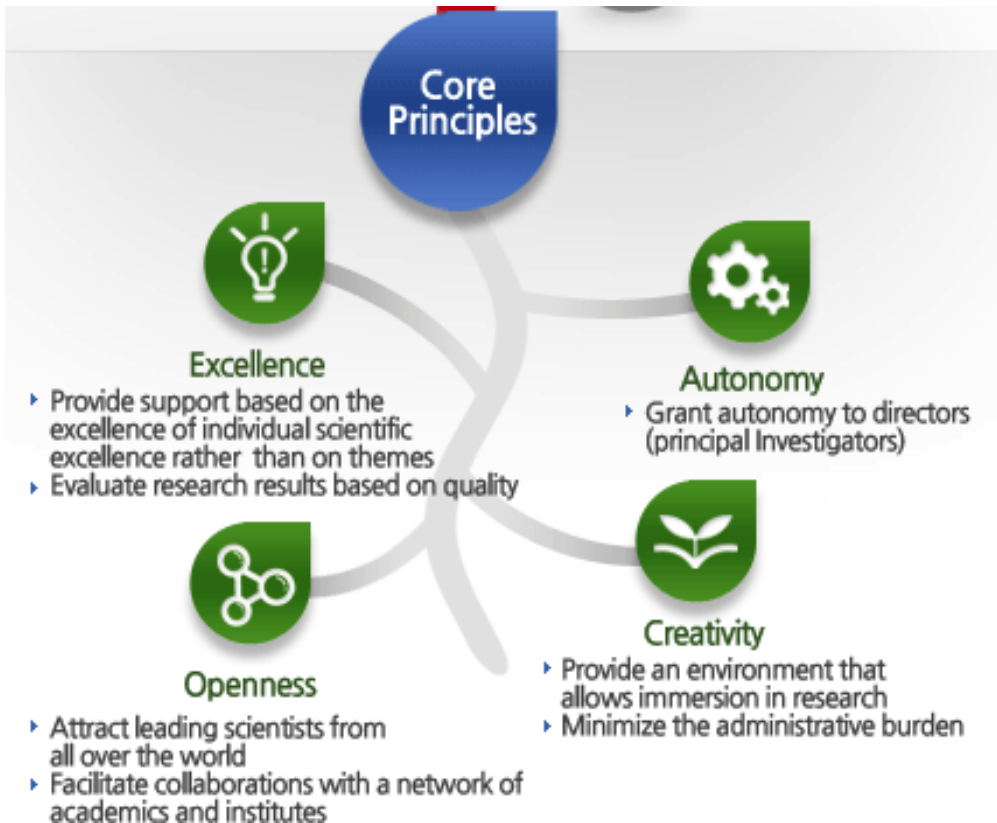 Core
Principles
Excellence
Provide support based on the
excellence of individual scientific
excellence rather than on themes
Evaluate research results based on quality
Autonomy
Grant autonomy to directors
(principal Investigators)
Openness
Attract leading scientists from
all over the world
Facilitate collaborations with a network of
academics and institutes
Creativity
Provide an environment that
allows immersion in research
Minimize the administrative burden